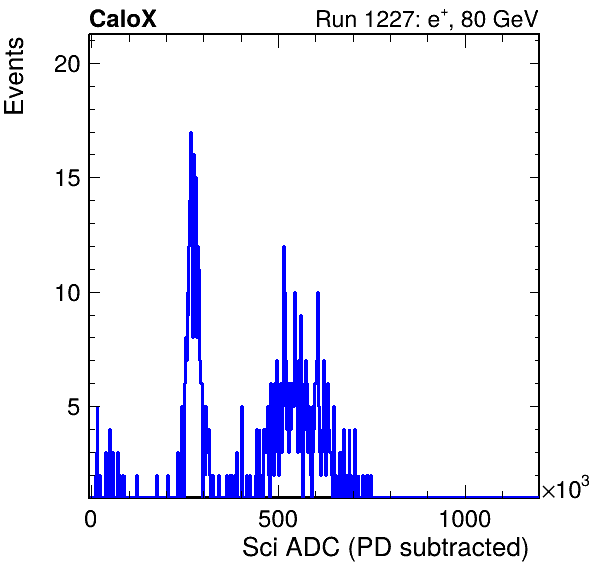 CaloX Run 1227: e⁺, 80 GeV
Events
20
15
10
5
0 500 1000 ×10³
Sci ADC (PD subtracted)